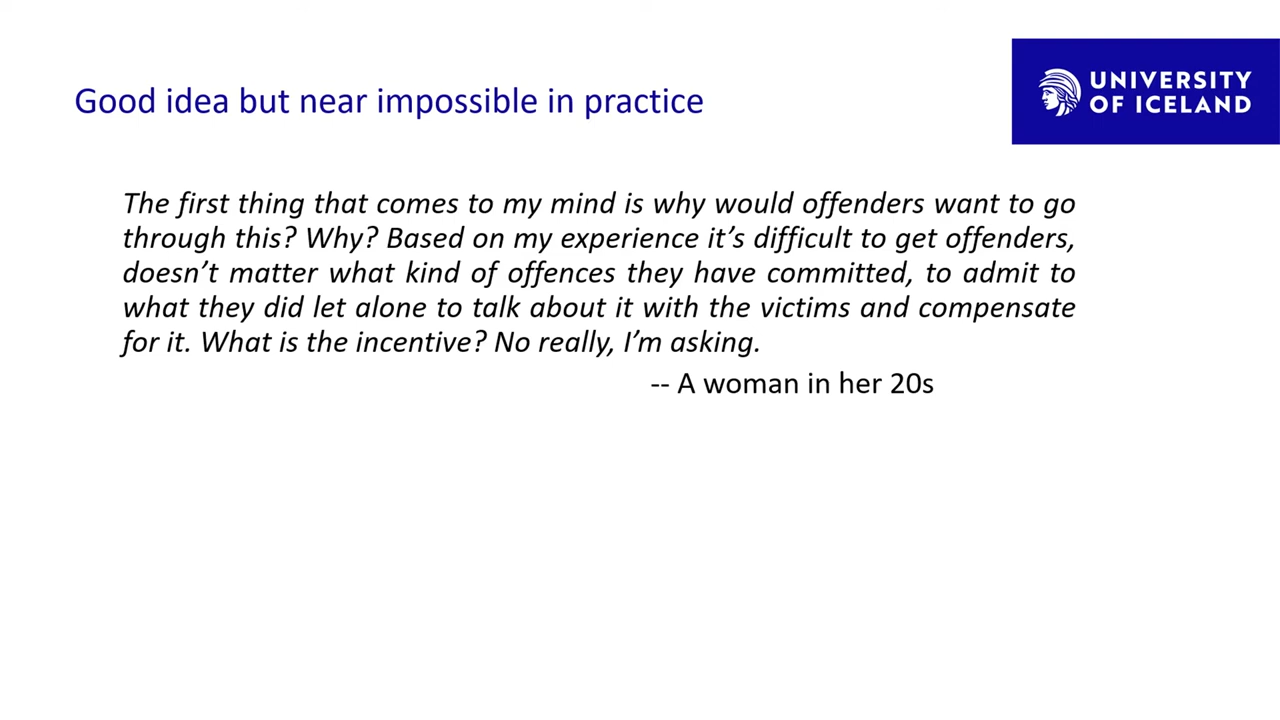 Good idea but near impossible in practice
UNIVERSITY
OF ICELAND
The first thing that comes to my mind is why would offenders want to go
through this? Why? Based on my experience it’s difficult to get offenders,
doesn’t matter what kind of offences they have committed, to admit to
what they did let alone to talk about it with the victims and compensate
for it. What is the incentive? No really, I’m asking.
-- A woman in her 20s